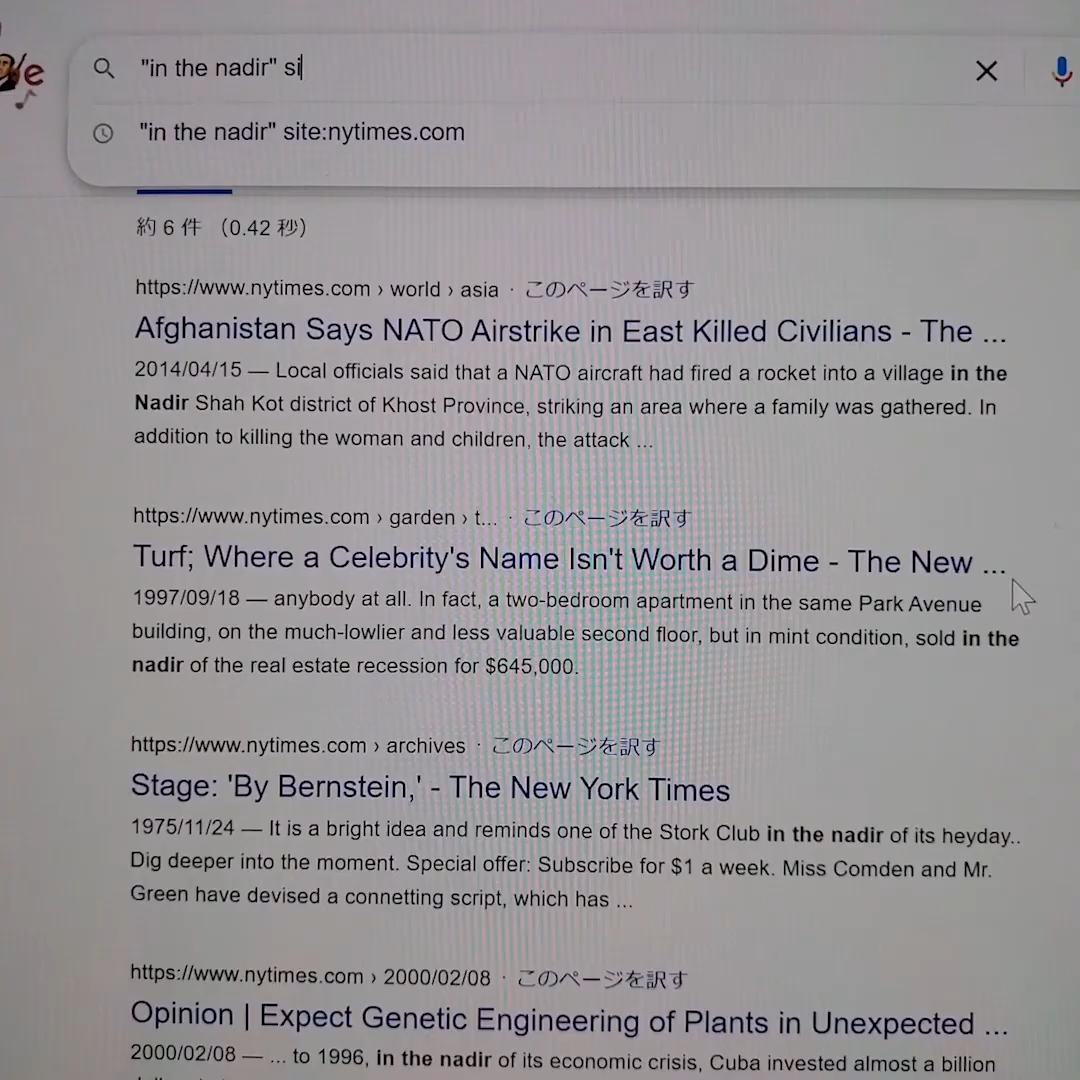 "in the nadir" si
"in the nadir" site:nytimes.com
約 6 件 （0.42 秒）
https://www.nytimes.com › world › asia · このページを訳す
Afghanistan Says NATO Airstrike in East Killed Civilians - The ...
2014/04/15 — Local officials said that a NATO aircraft had fired a rocket into a village in the
Nadir Shah Kot district of Khost Province, striking an area where a family was gathered. In
addition to killing the woman and children, the attack ...
https://www.nytimes.com › garden › t... · このページを訳す
Turf; Where a Celebrity's Name Isn't Worth a Dime - The New ...
1997/09/18 — anybody at all. In fact, a two-bedroom apartment in the same Park Avenue
building, on the much-lowlier and less valuable second floor, but in mint condition, sold in the
nadir of the real estate recession for $645,000.
https://www.nytimes.com › archives · このページを訳す
Stage: 'By Bernstein,' - The New York Times
1975/11/24 — It is a bright idea and reminds one of the Stork Club in the nadir of its heyday..
Dig deeper into the moment. Special offer: Subscribe for $1 a week. Miss Comden and Mr.
Green have devised a connetting script, which has ...
https://www.nytimes.com › 2000/02/08 · このページを訳す
Opinion | Expect Genetic Engineering of Plants in Unexpected ...
2000/02/08 — ... to 1996, in the nadir of its economic crisis, Cuba invested almost a billion